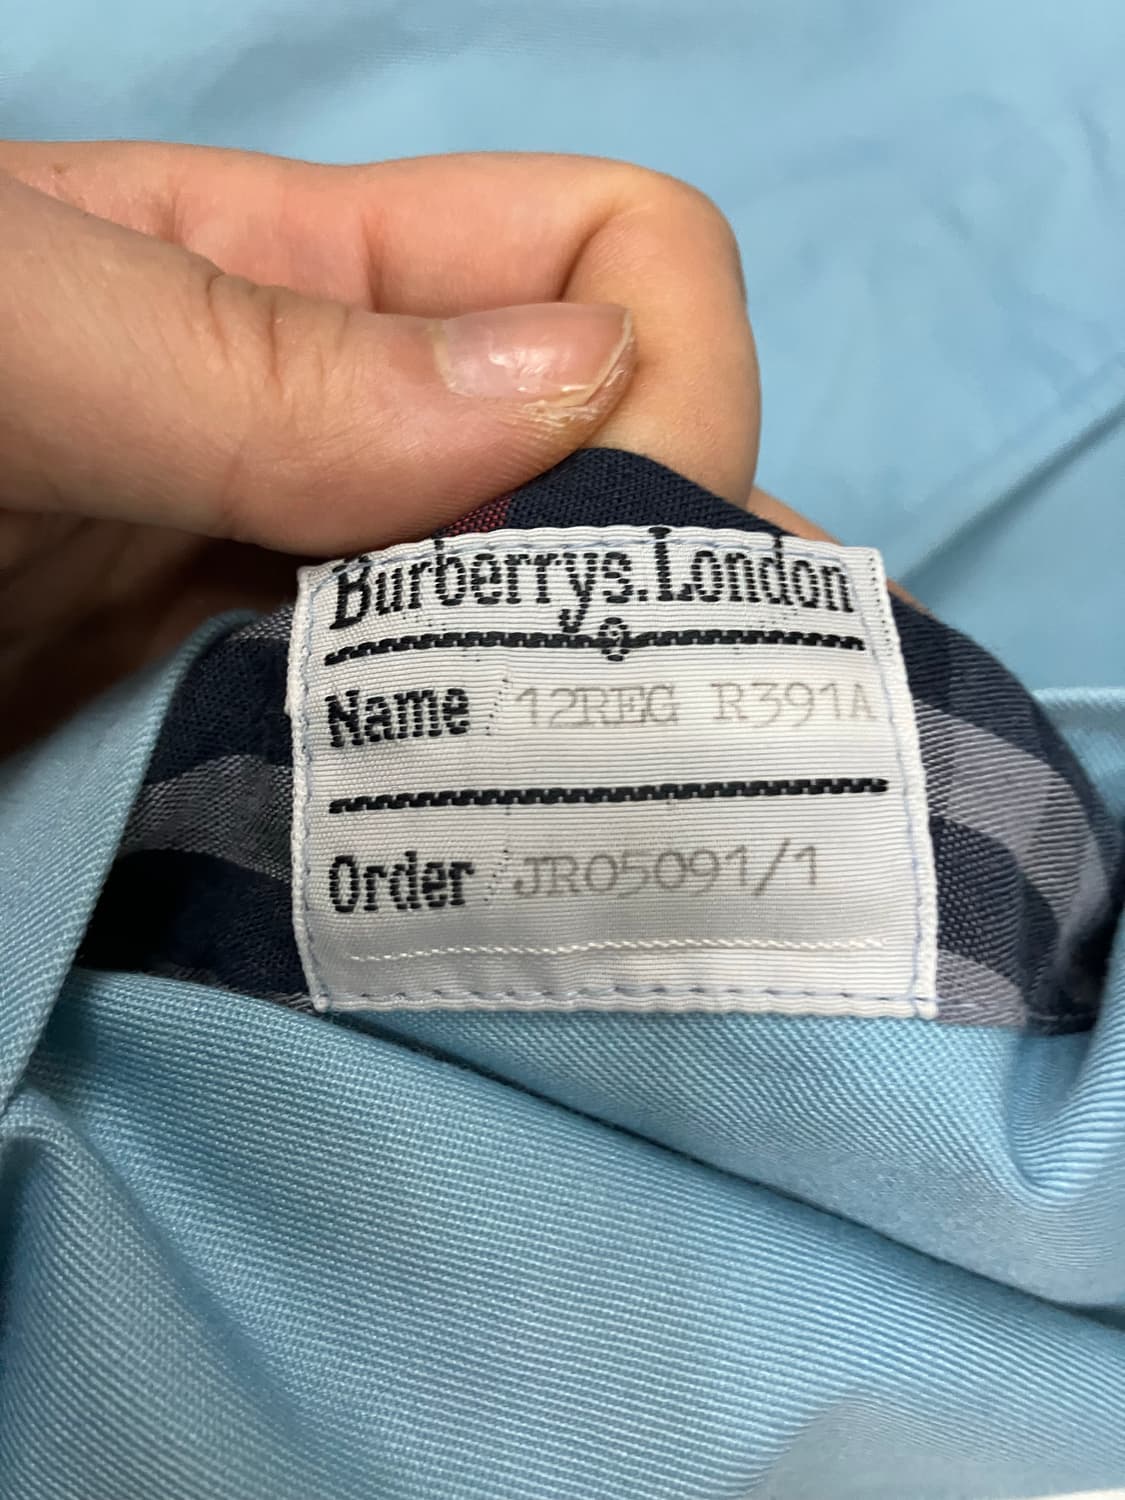 Burberrys.London
Name 12REG R391A
Order JR05091/1